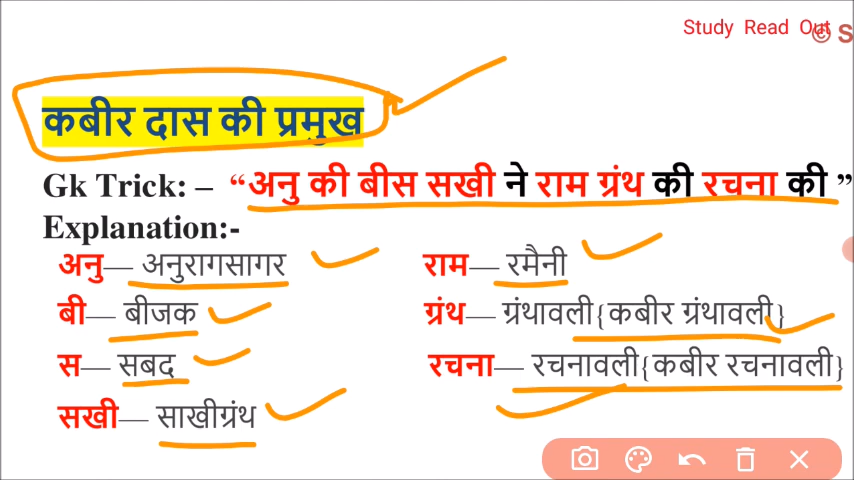 Study Read Out
© S
कबीर दास की प्रमुख
Gk Trick: – “अनु की बीस सखी ने राम ग्रंथ की रचना की ”
Explanation:-
अनु— अनुरागसागर
बी— बीजक
स— सबद
सखी— साखीग्रंथ
राम— रमैनी
ग्रंथ— ग्रंथावली{कबीर ग्रंथावली}
रचना— रचनावली{कबीर रचनावली}